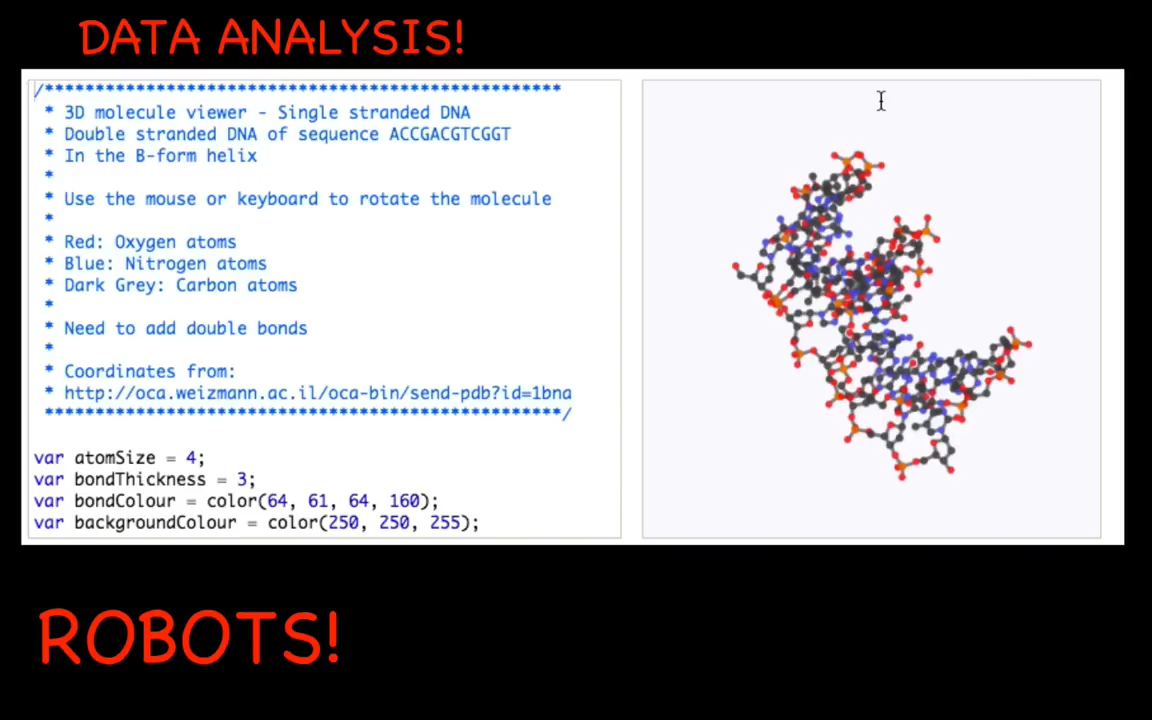 DATA ANALYSIS!
/***************************************************
* 3D molecule viewer - Single stranded DNA
* Double stranded DNA of sequence ACCGACGTCGGT
* In the B-form helix
*
* Use the mouse or keyboard to rotate the molecule
*
* Red: Oxygen atoms
* Blue: Nitrogen atoms
* Dark Grey: Carbon atoms
*
* Need to add double bonds
*
* Coordinates from:
* http://oca.weizmann.ac.il/oca-bin/send-pdb?id=1bna
***************************************************/
var atomSize = 4;
var bondThickness = 3;
var bondColour = color(64, 61, 64, 160);
var backgroundColour = color(250, 250, 255);
ROBOTS!